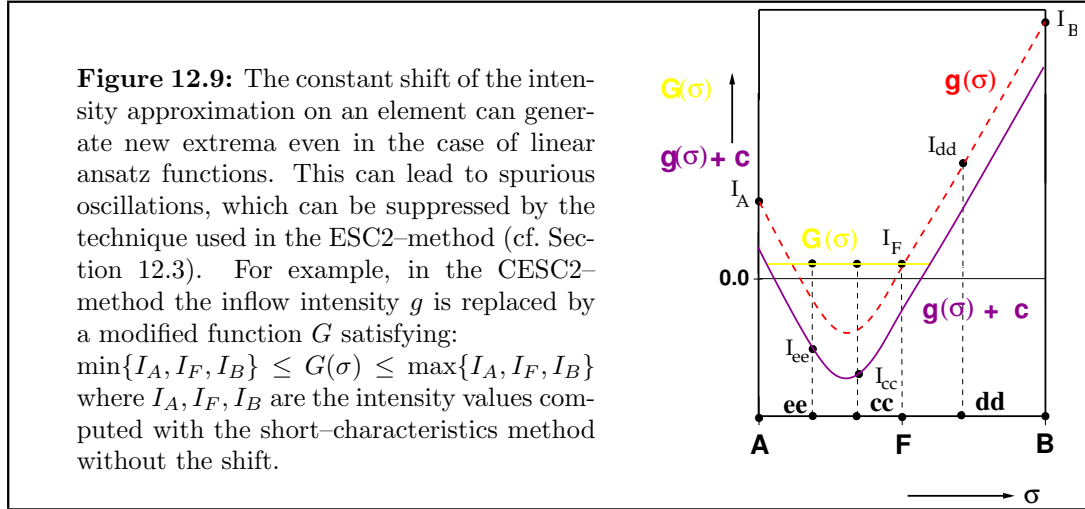 Figure 12.9: The constant shift of the inten-
sity approximation on an element can gener-
ate new extrema even in the case of linear
ansatz functions. This can lead to spurious
oscillations, which can be suppressed by the
technique used in the ESC2–method (cf. Sec-
tion 12.3). For example, in the CESC2–
method the inflow intensity g is replaced by
a modified function G satisfying:
min{I_A, I_F, I_B} ≤ G(σ) ≤ max{I_A, I_F, I_B}
where I_A, I_F, I_B are the intensity values com-
puted with the short–characteristics method
without the shift.
I_B
g(σ)
G(σ)
I_dd
g(σ) + c
I_A
G(σ)
I_F
0.0
g(σ) + c
I_ee
I_cc
ee cc dd
A F B
σ